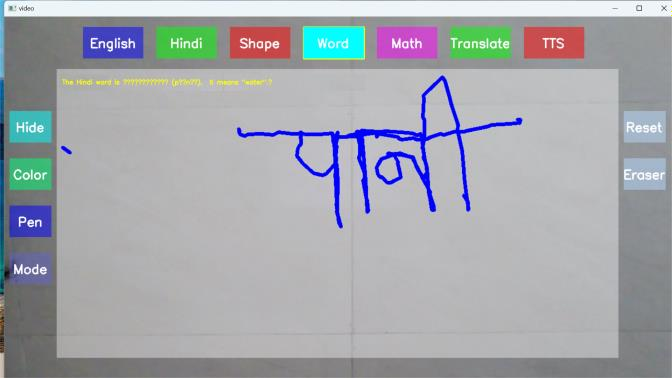 video
English Hindi Shape Word Math Translate TTS
The Hindi word is ???????????? (p??n??). It means "water".?
पानी
Hide
Reset
Color
Eraser
Pen
Mode